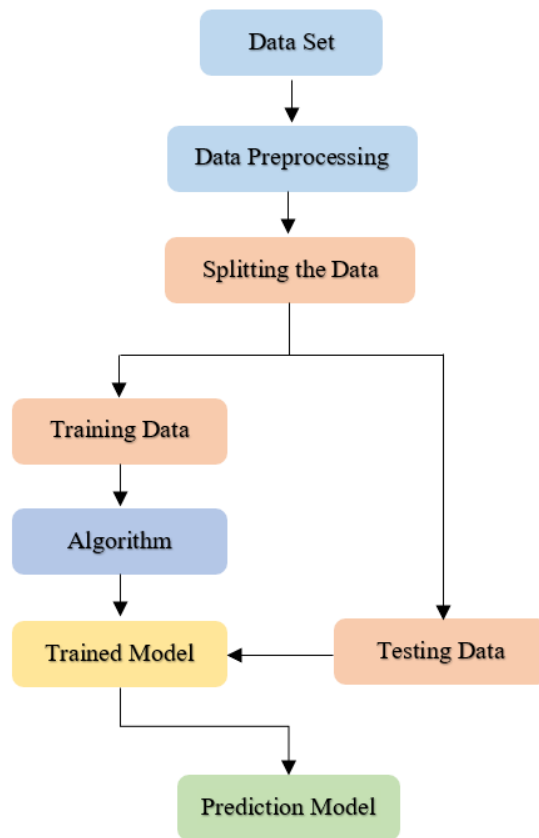 Data Set
Data Preprocessing
Splitting the Data
Training Data
Algorithm
Trained Model
Testing Data
Prediction Model